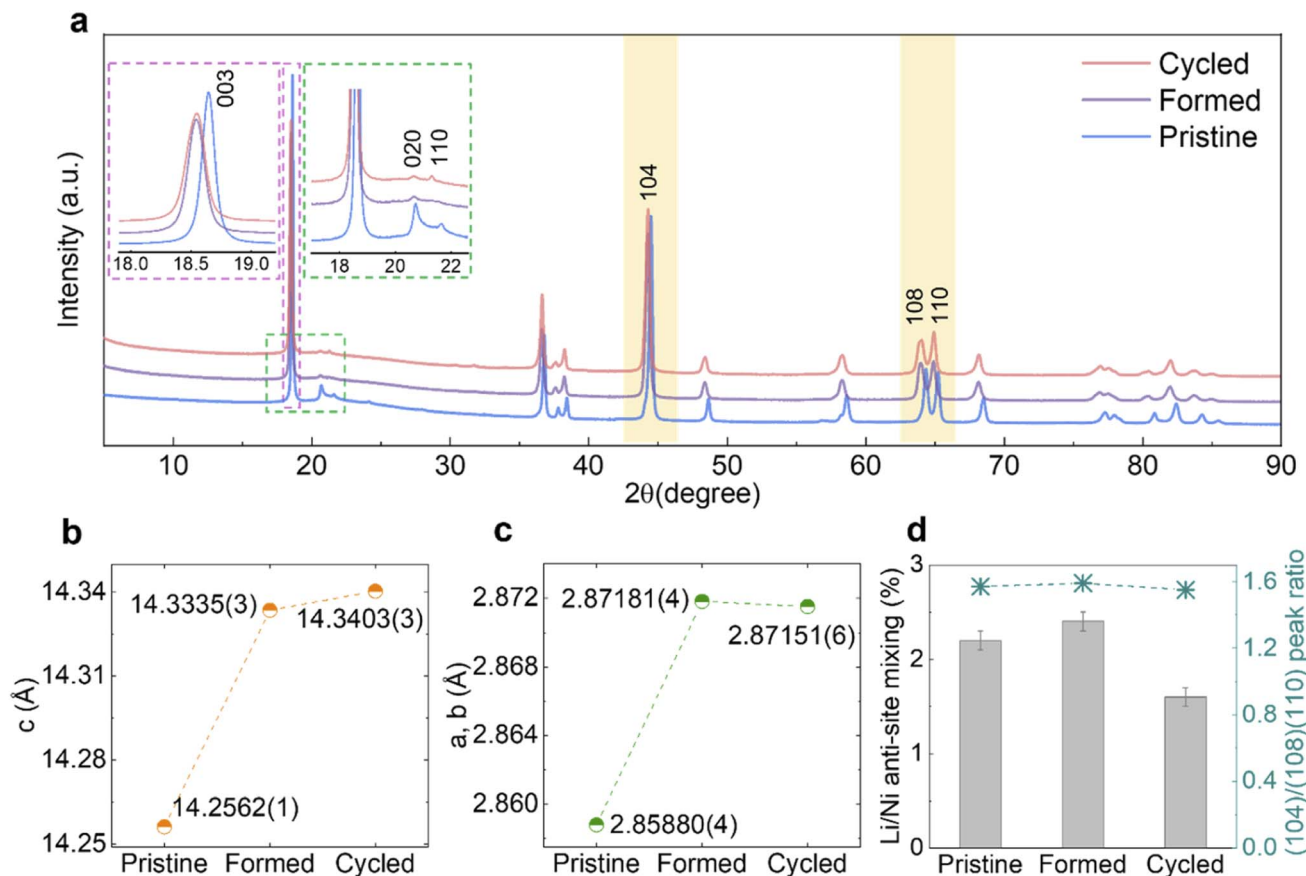 a
Intensity (a.u.)
Cycled
Formed
Pristine
003
18.0 18.5 19.0
020
110
18 20 22
104
108
110
10 20 30 40 50 60 70 80 90
2θ(degree)
b
c (Å)
14.34
14.31
14.28
14.25
14.3335(3)
14.3403(3)
14.2562(1)
Pristine Formed Cycled
c
a, b (Å)
2.872
2.868
2.864
2.860
2.87181(4)
2.87151(6)
2.85880(4)
Pristine Formed Cycled
d
Li/Ni anti-site mixing (%)
3
2
1
0
Pristine Formed Cycled
1.6
1.2
0.8
0.4
0.0
(104)/(108)(110) peak ratio